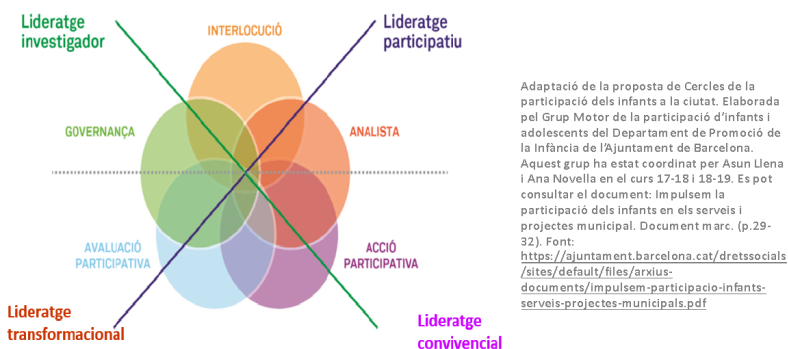 Lideratge
investigador
Lideratge
participatiu
INTERLOCUCIÓ
GOVERNANÇA
ANALISTA
AVALUACIÓ
PARTICIPATIVA
ACCIÓ
PARTICIPATIVA
Lideratge
transformacional
Lideratge
convivencial
Adaptació de la proposta de Cercles de la
participació dels infants a la ciutat. Elaborada
pel Grup Motor de la participació d'infants i
adolescents del Departament de Promoció de
la Infància de l'Ajuntament de Barcelona.
Aquest grup ha estat coordinat per Asun Llena
i Ana Novella en el curs 17-18 i 18-19. Es pot
consultar el document: Impulsem la
participació dels infants en els serveis i
projectes municipal. Document marc. (p.29-
32). Font:
https://ajuntament.barcelona.cat/dretssocials
/sites/default/files/arxius-
documents/impulsem-participacio-infants-
serveis-projectes-municipals.pdf